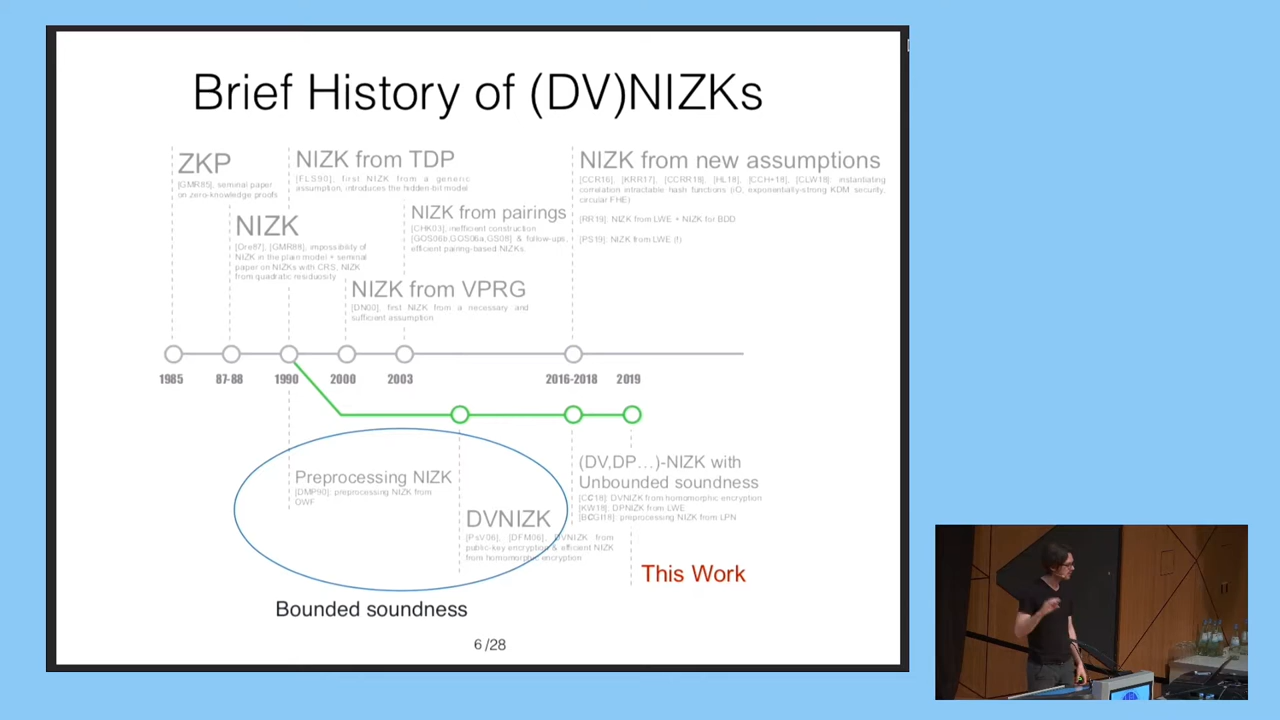 Brief History of (DV)NIZKs
ZKP
[GMR85]: seminal paper
on zero-knowledge proofs
NIZK from TDP
[FLS90]: first NIZK from a generic
assumption, introduces the hidden-bit model
NIZK from new assumptions
[CCR16], [KRR17], [CCRR18], [HL18], [CCH+18], [CLW18]: instantiating
correlation intractable hash functions (iO, exponentially-strong KDM security,
circular FHE)
[RR19]: NIZK from LWE + NIZK for BDD
[PS19]: NIZK from LWE (!)
NIZK
[Ore87], [GMR88]: impossibility of
NIZK in the plain model + seminal
paper on NIZKs with CRS, NIZK
from quadratic residuosity
NIZK from pairings
[CHK03]: inefficient construction
[GOS06b,GOS06a,GS08] & follow-ups:
efficient pairing-based NIZKs.
NIZK from VPRG
[DN00]: first NIZK from a necessary and
sufficient assumption
1985 87-88 1990 2000 2003 2016-2018 2019
Preprocessing NIZK
[DMP90]: preprocessing NIZK from
OWF
DVNIZK
[PsV06], [DFM06], DVNIZK from
public-key encryption & efficient NIZK
from homomorphic encryption
(DV,DP...)-NIZK with
Unbounded soundness
[CC18]: DVNIZK from homomorphic encryption
[KW18]: DPNIZK from LWE
[BCGI18]: preprocessing NIZK from LPN
This Work
Bounded soundness
6 /28